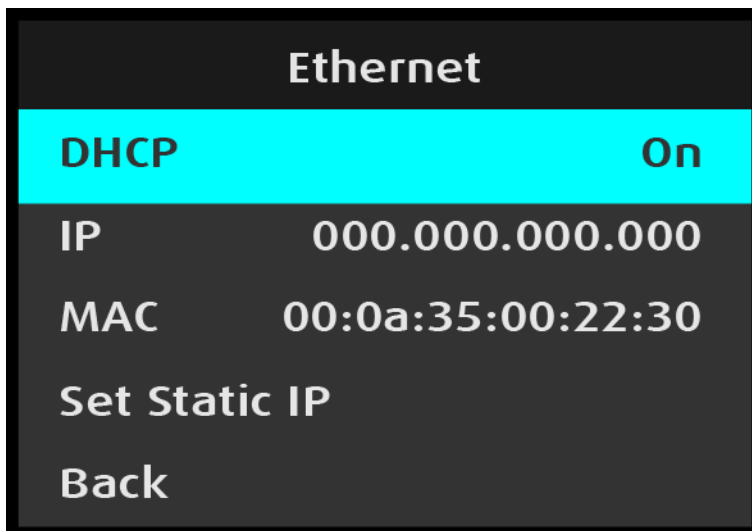 Ethernet
DHCP On
IP 000.000.000.000
MAC 00:0a:35:00:22:30
Set Static IP
Back